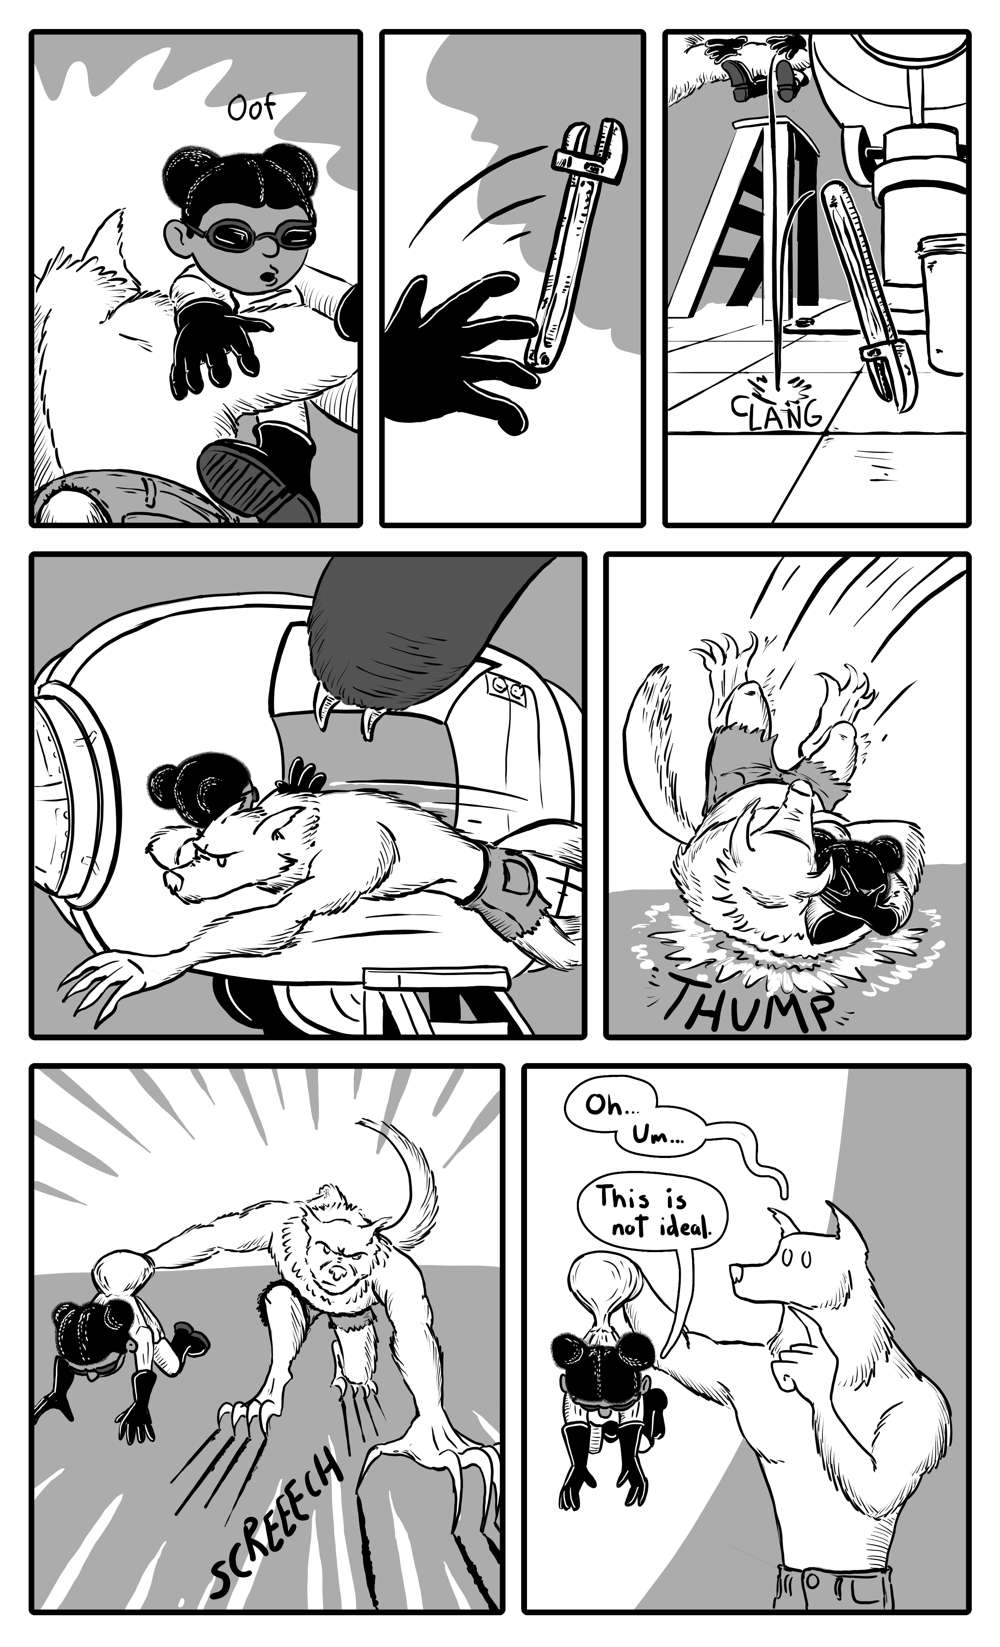 Oof
CLANG
THUMP
SCREEECH
Oh...
Um...
This is
not ideal.